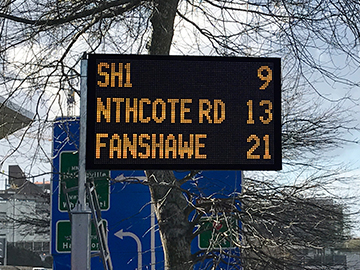 SH1 9
NTHCOTE RD 13
FANSHAWE 21